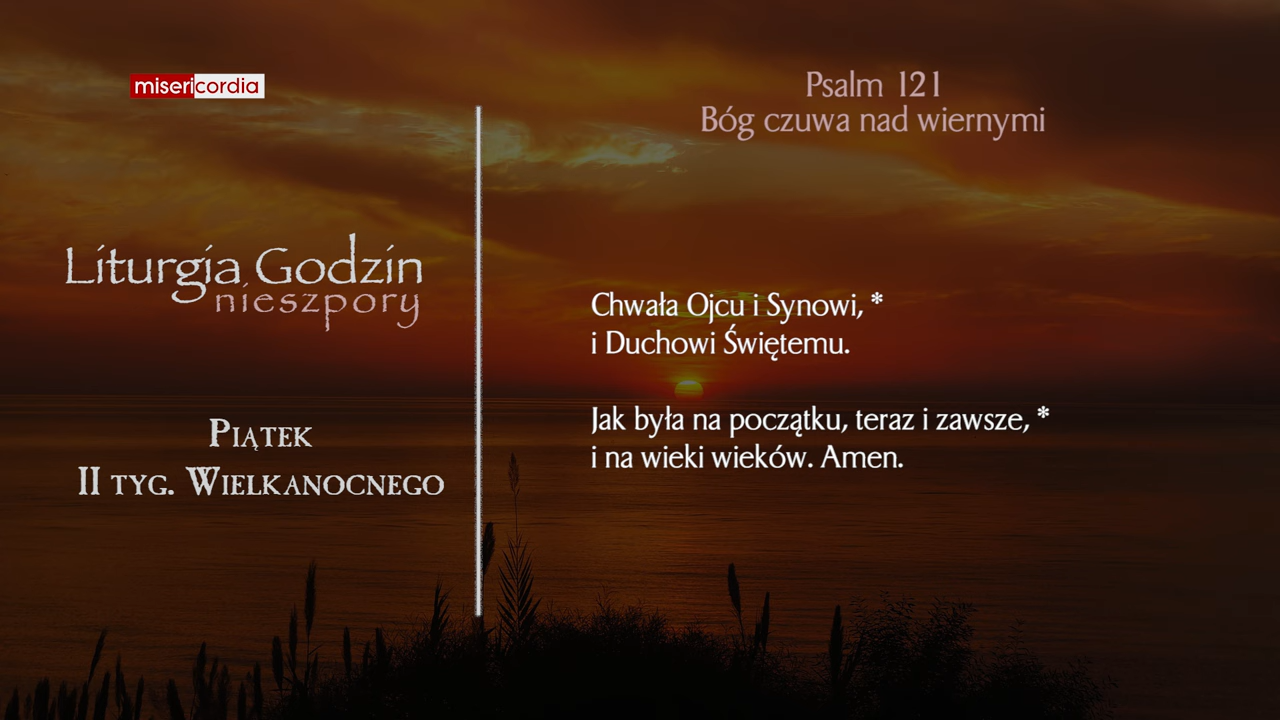 misericordia
Liturgia Godzin
nieszpory
Piątek
II tyg. Wielkanocnego
Psalm 121
Bóg czuwa nad wiernymi
Chwała Ojcu i Synowi, *
i Duchowi Świętemu.
Jak była na początku, teraz i zawsze, *
i na wieki wieków. Amen.